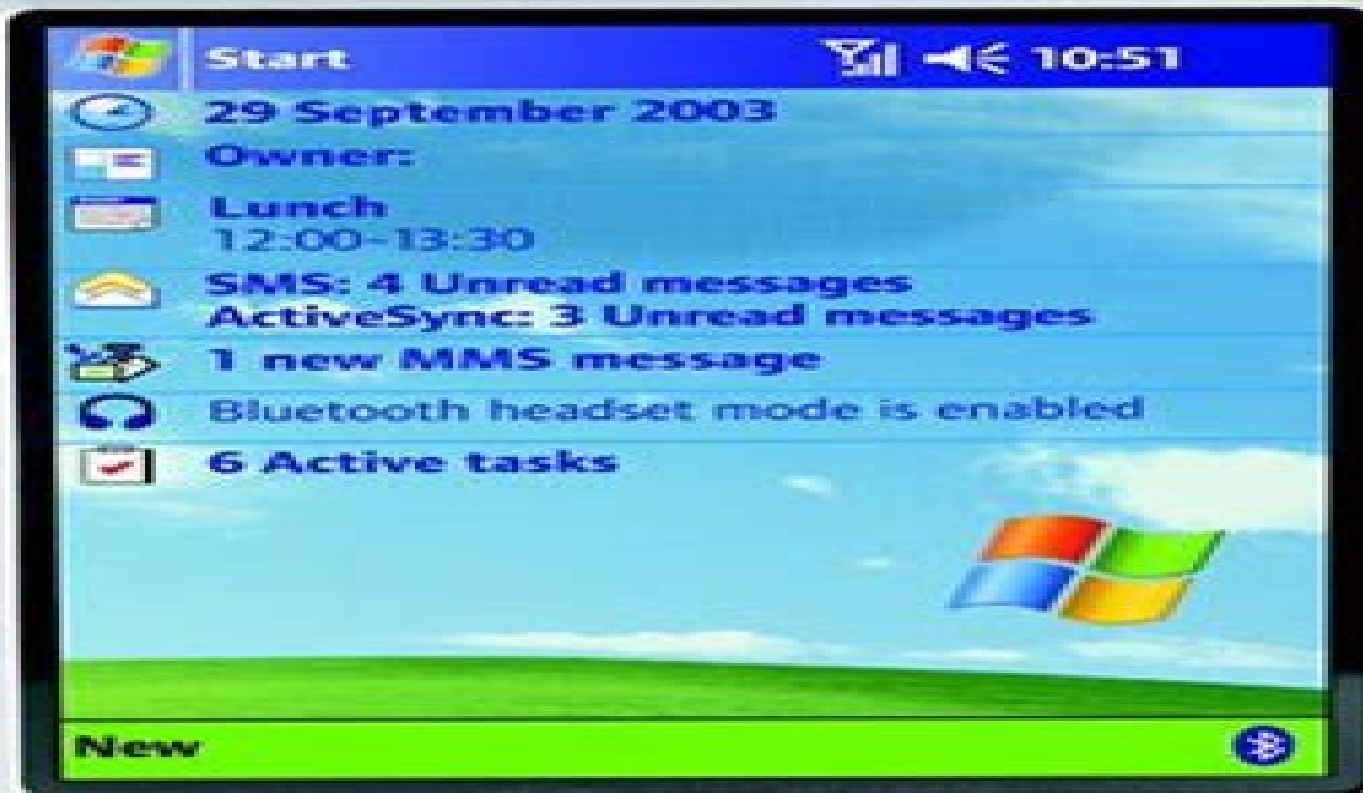 Start 10:51
29 September 2003
Owner:
Lunch
12:00-13:30
SMS: 4 Unread messages
ActiveSync: 3 Unread messages
1 new MMS message
Bluetooth headset mode is enabled
6 Active tasks
New